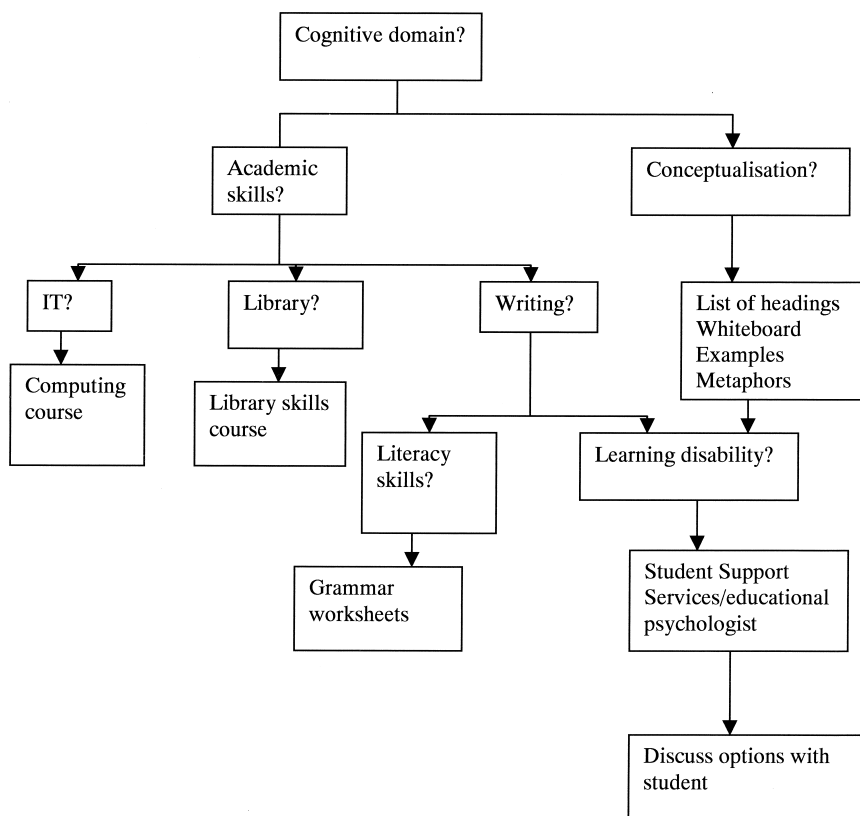 Cognitive domain?
Academic
skills?
Conceptualisation?
IT?
Library?
Writing?
List of headings
Whiteboard
Examples
Metaphors
Computing
course
Library skills
course
Literacy
skills?
Learning disability?
Grammar
worksheets
Student Support
Services/educational
psychologist
Discuss options with
student